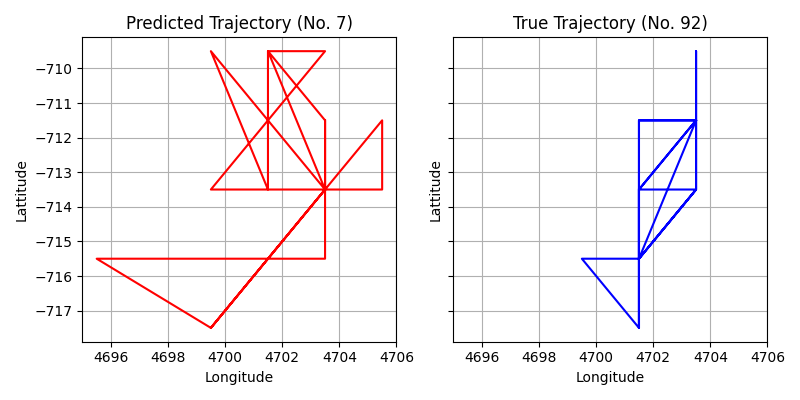 Predicted Trajectory (No. 7)
True Trajectory (No. 92)
−710
−711
−712
−713
−714
−715
−716
−717
Lattitude
Lattitude
4696 4698 4700 4702 4704 4706
4696 4698 4700 4702 4704 4706
Longitude
Longitude